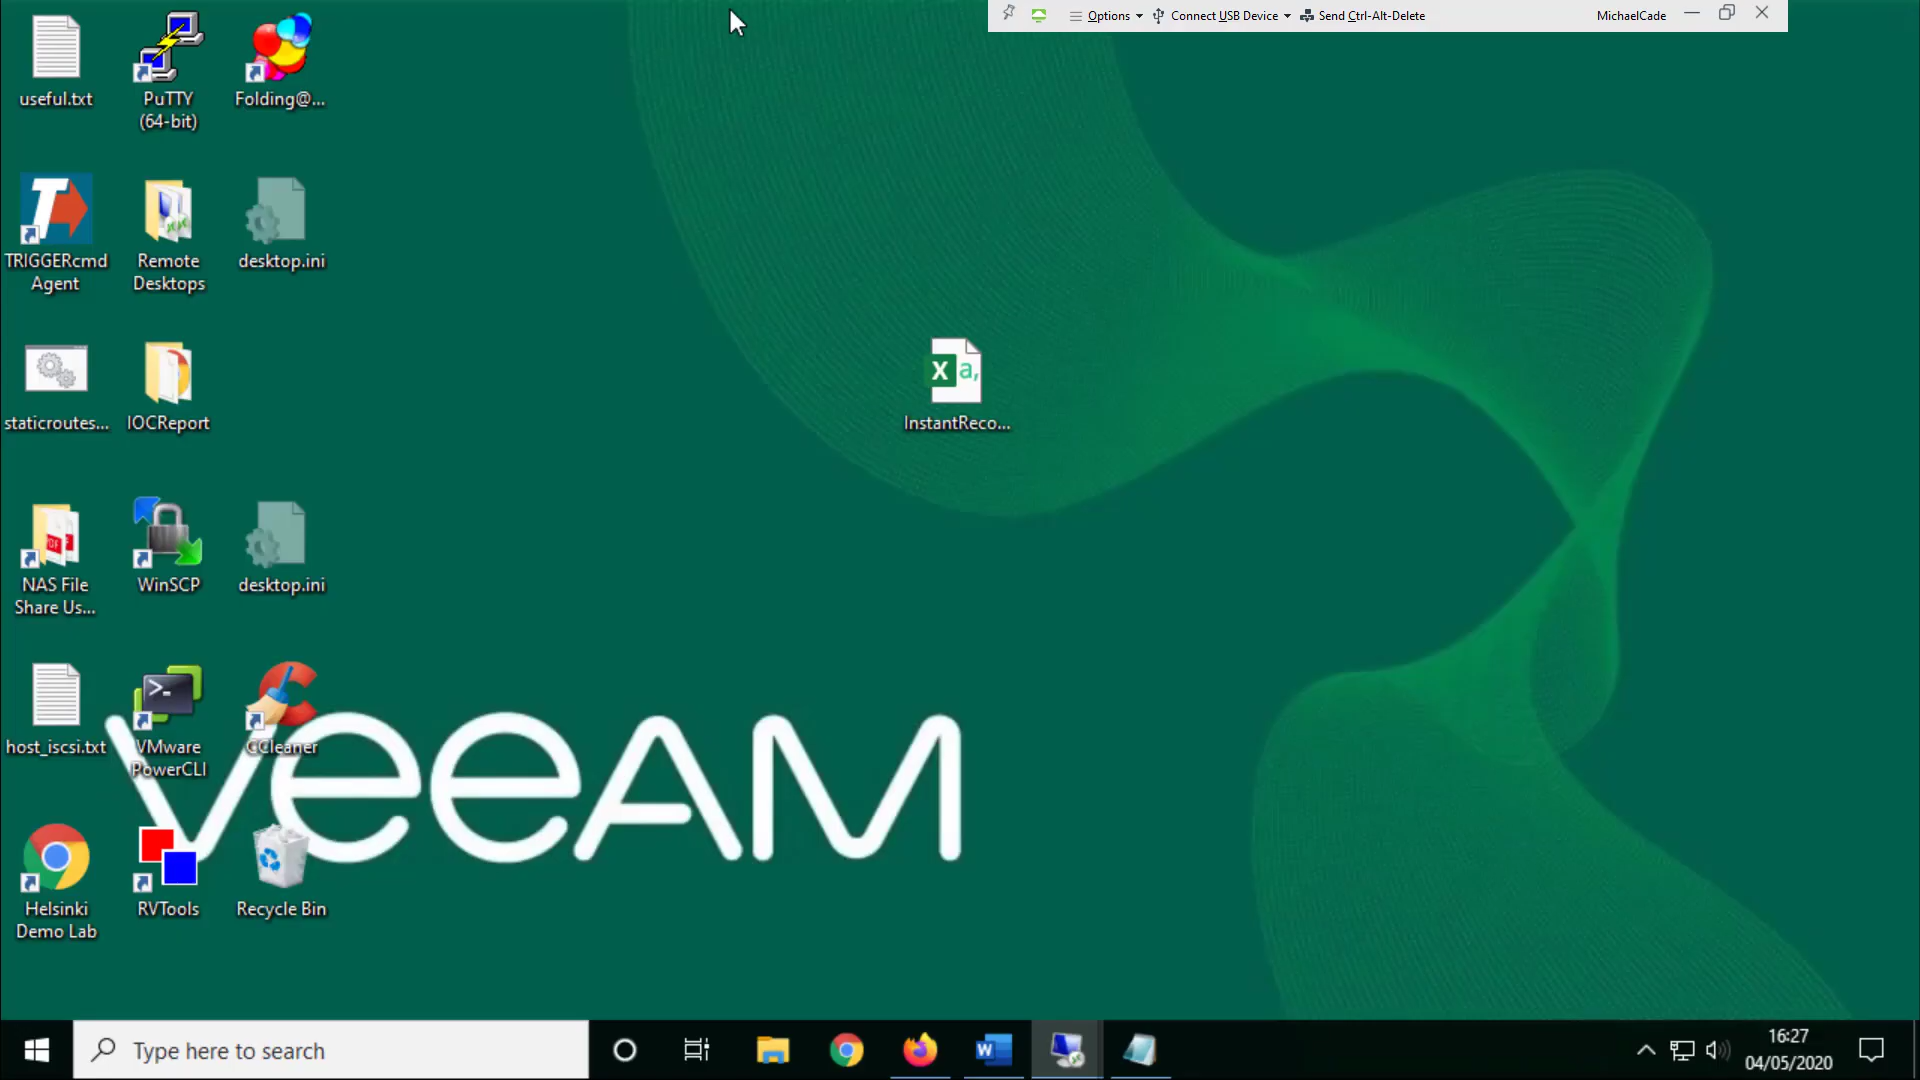 Options
Connect USB Device
Send Ctrl-Alt-Delete
MichaelCade
useful.txt
PuTTY
(64-bit)
Folding@...
TRIGGERcmd
Agent
Remote
Desktops
desktop.ini
staticroutes...
IOCReport
X a,
InstantReco...
NAS File
Share Us...
WinSCP
desktop.ini
host_iscsi.txt
VMware
PowerCLI
CCleaner
veeAM
Helsinki
Demo Lab
RVTools
Recycle Bin
Type here to search
16:27
04/05/2020